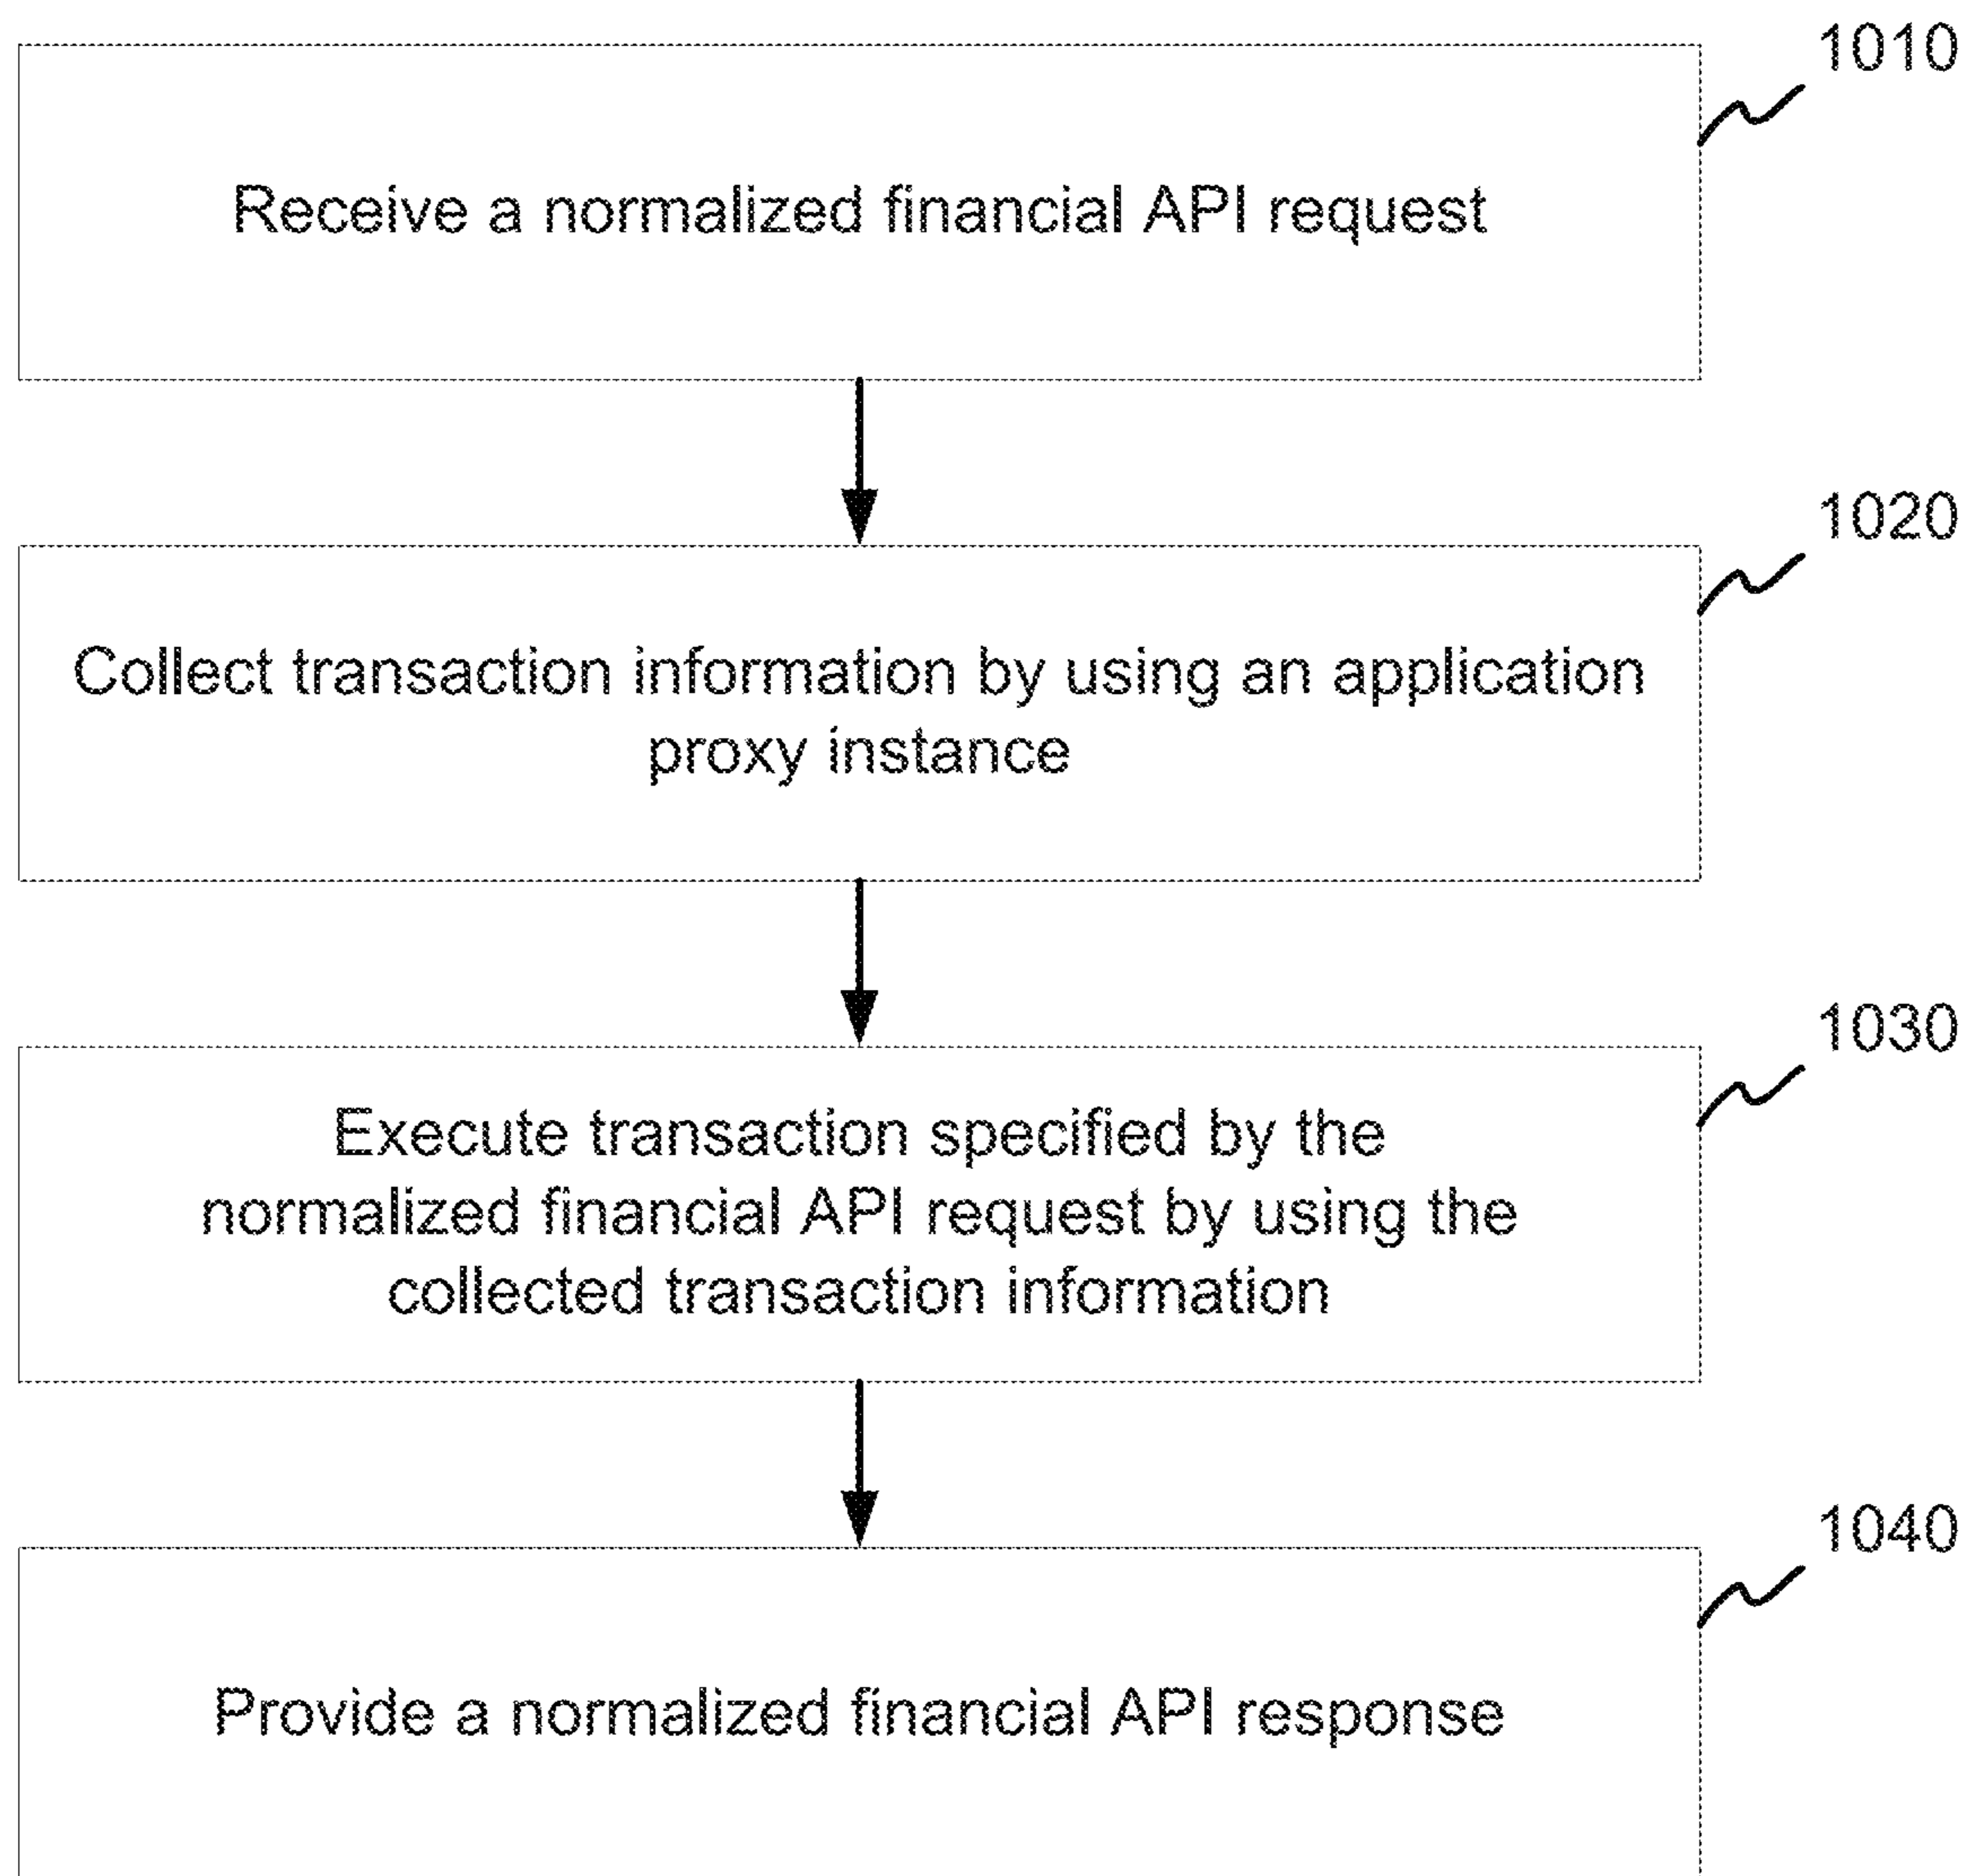 1010
Receive a normalized financial API request
1020
Collect transaction information by using an application
proxy instance
1030
Execute transaction specified by the
normalized financial API request by using the
collected transaction information
1040
Provide a normalized financial API response